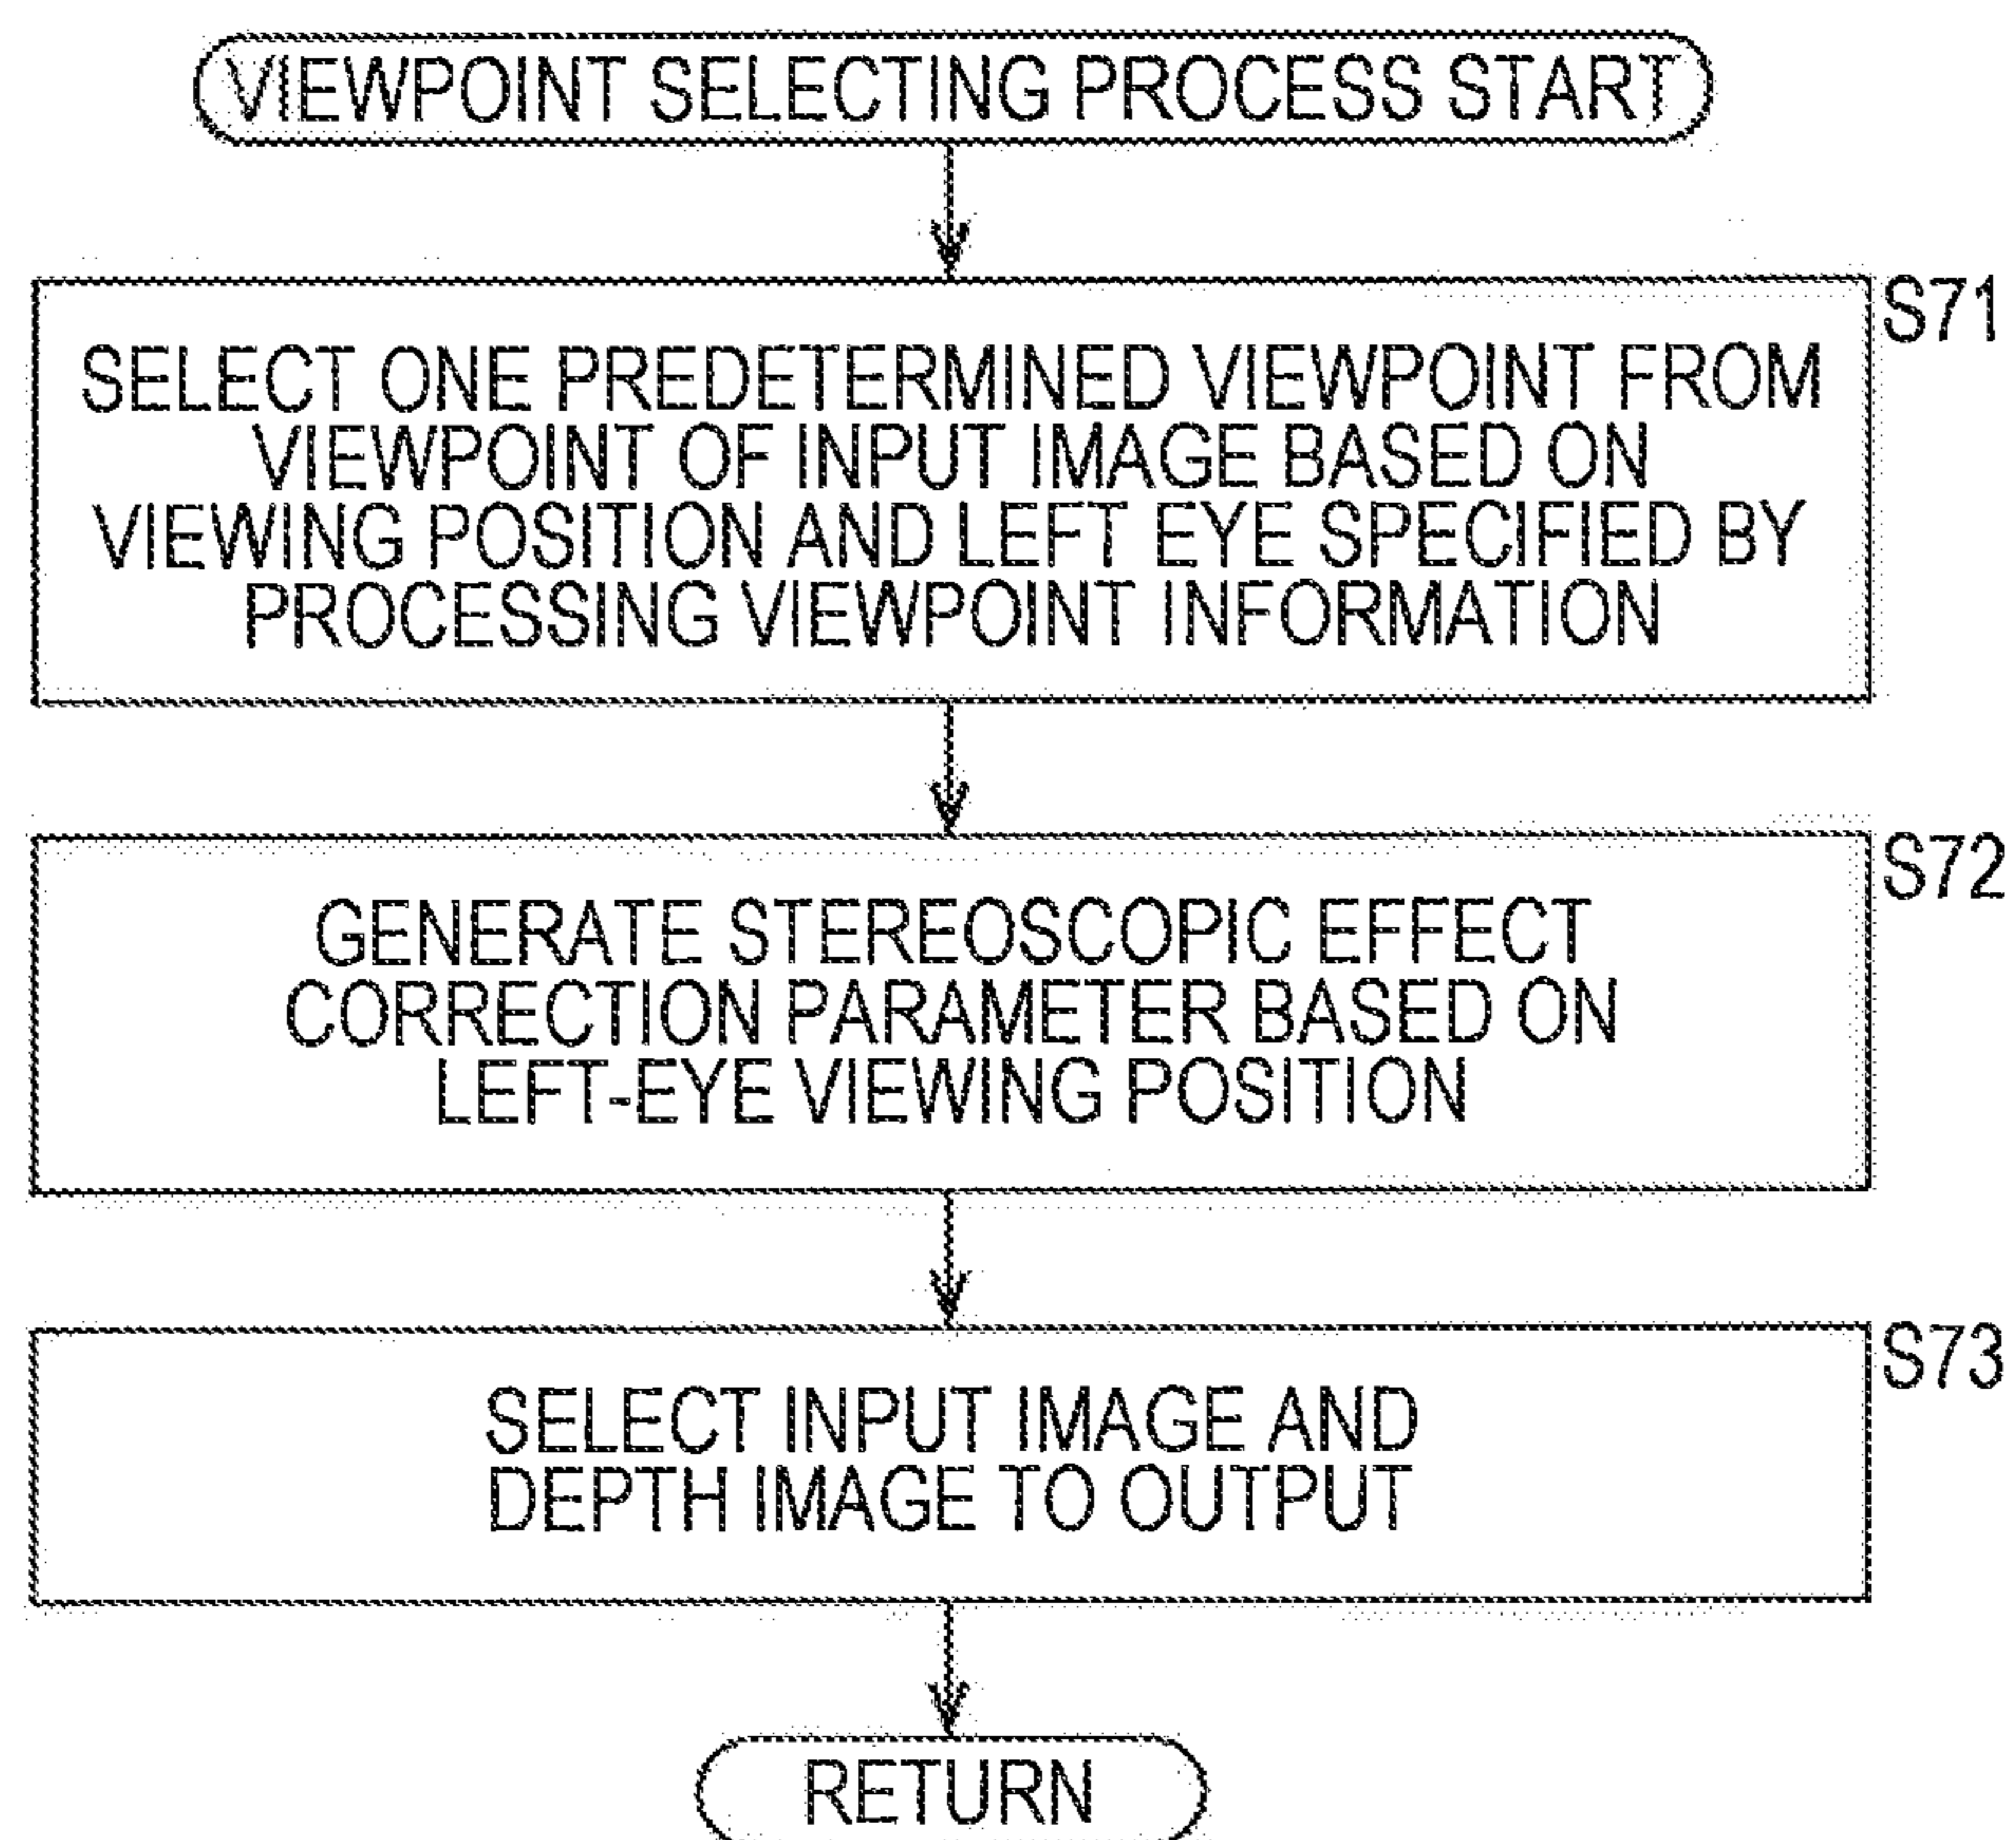 VIEWPOINT SELECTING PROCESS START
S71
SELECT ONE PREDETERMINED VIEWPOINT FROM
VIEWPOINT OF INPUT IMAGE BASED ON
VIEWING POSITION AND LEFT EYE SPECIFIED BY
PROCESSING VIEWPOINT INFORMATION
S72
GENERATE STEREOSCOPIC EFFECT
CORRECTION PARAMETER BASED ON
LEFT-EYE VIEWING POSITION
S73
SELECT INPUT IMAGE AND
DEPTH IMAGE TO OUTPUT
RETURN